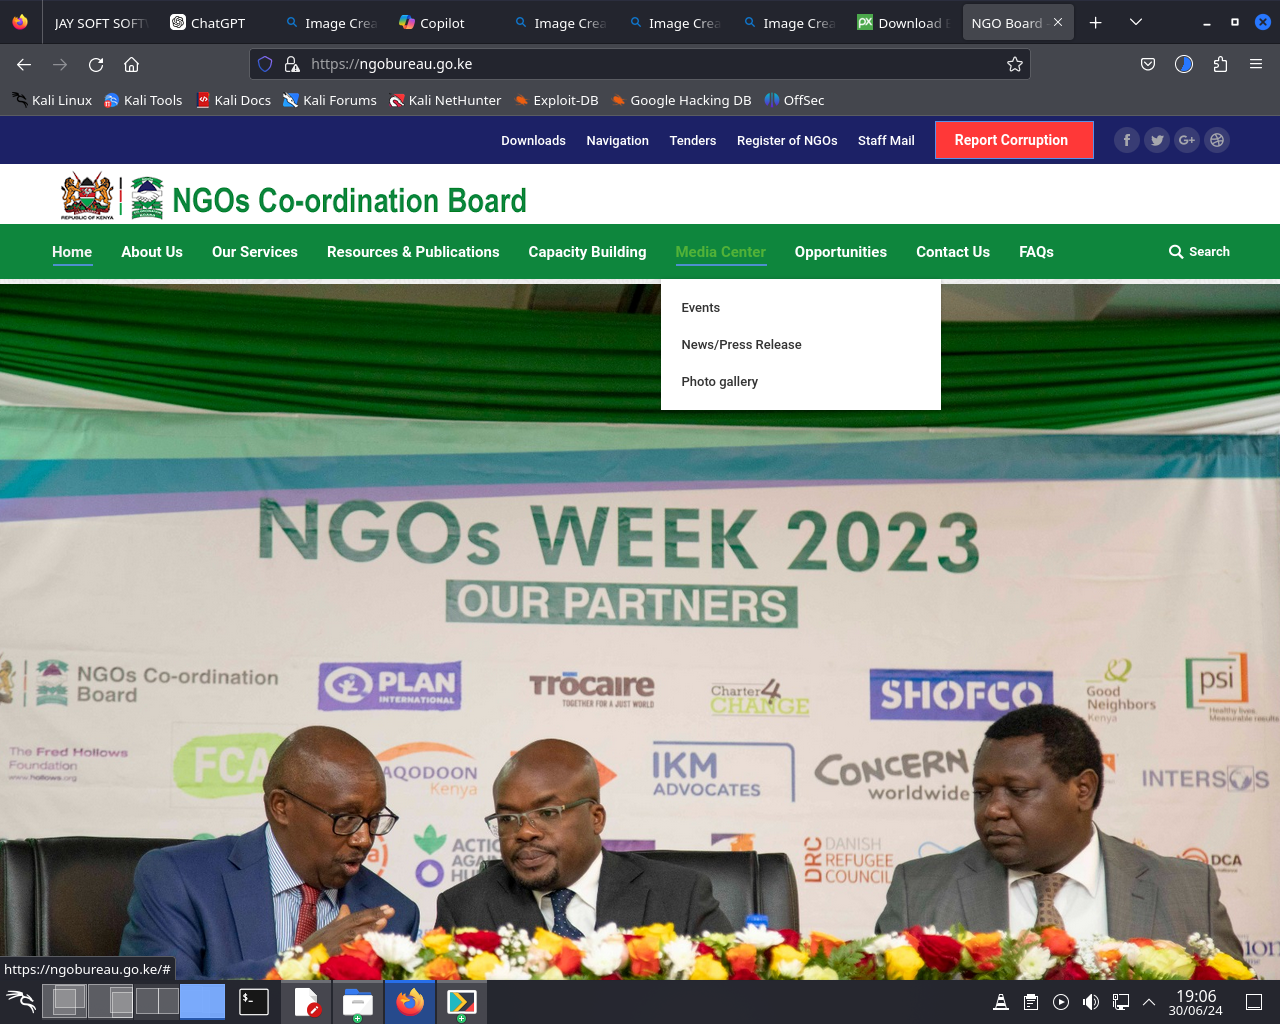 JAY SOFT SOFT
ChatGPT
Image Crea
Copilot
Image Crea
Image Crea
Image Crea
Download
NGO Board
https://ngobureau.go.ke
Kali Linux Kali Tools Kali Docs Kali Forums Kali NetHunter Exploit-DB Google Hacking DB OffSec
Downloads Navigation Tenders Register of NGOs Staff Mail Report Corruption
REPUBLIC OF KENYA
NGOs Co-ordination Board
Home About Us Our Services Resources & Publications Capacity Building Media Center Opportunities Contact Us FAQs Search
Events
News/Press Release
Photo gallery
NGOs WEEK 2023
OUR PARTNERS
NGOs Co-ordination
Board
PLAN
INTERNATIONAL
Trócaire
TOGETHER FOR A JUST WORLD
Charter 4
CHANGE
SHOFCO
Good
Neighbors
Kenya
psi
Healthy lives.
Measurable results
The Fred Hollows
Foundation
www.hollows.org
FCA
AQODOON
Kenya
IKM
ADVOCATES
CONCERN
worldwide
INTERSOS
ACTIO
AGAIN
HUN
DRC
DANISH
REFUGEE
COUNCIL
DCA
https://ngobureau.go.ke/#
19:06
30/06/24